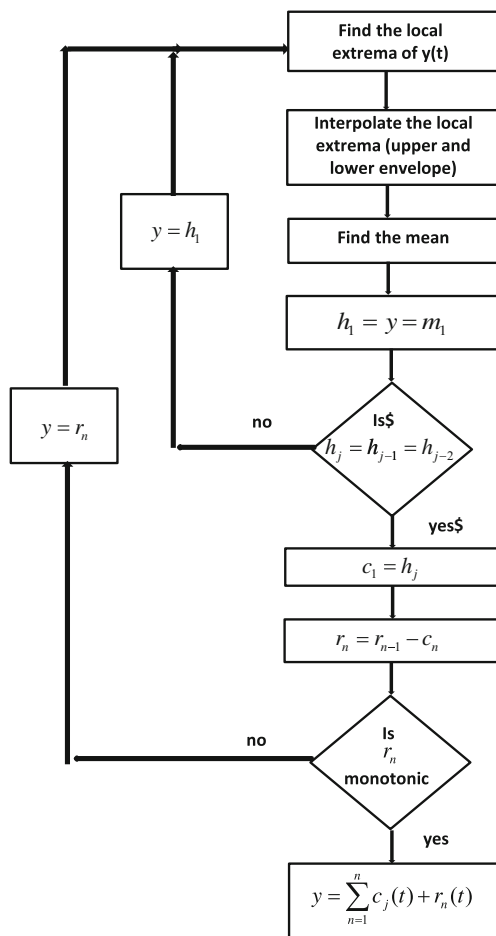 Find the local
extrema of y(t)
Interpolate the local
extrema (upper and
lower envelope)
y = h₁
Find the mean
h₁ = y = m₁
y = rₙ
no
Is$
hⱼ = hⱼ₋₁ = hⱼ₋₂
yes$
c₁ = hⱼ
rₙ = rₙ₋₁ − cₙ
no
Is
rₙ
monotonic
yes
y = ∑ₙ₌₁ⁿ cⱼ(t) + rₙ(t)